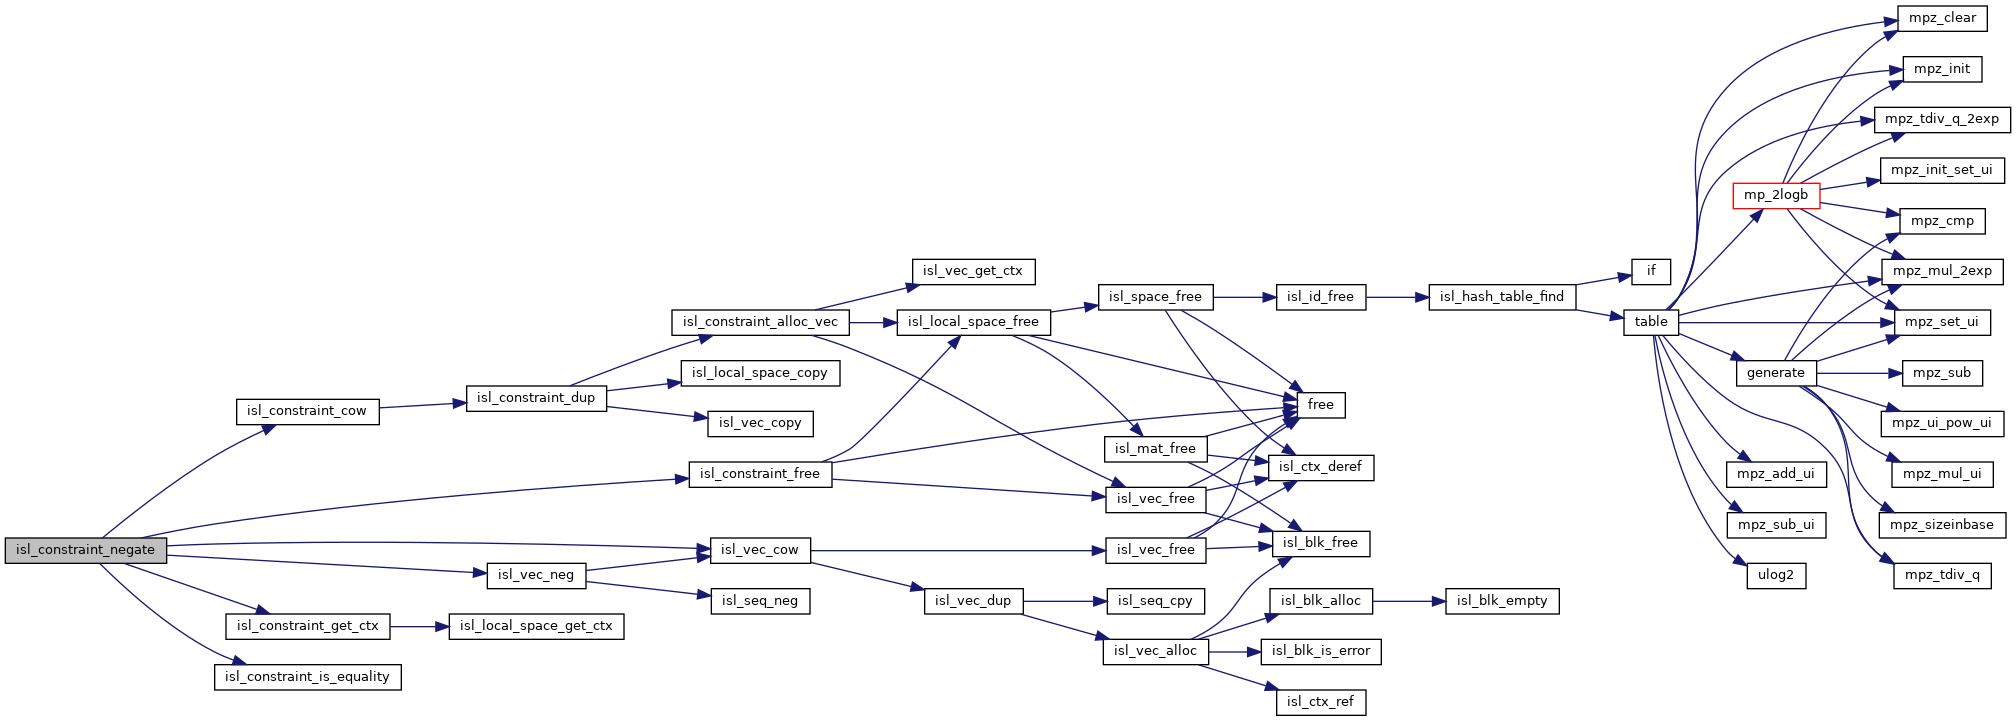 isl_constraint_negate
isl_constraint_cow
isl_constraint_free
isl_vec_cow
isl_vec_neg
isl_constraint_get_ctx
isl_constraint_is_equality
isl_constraint_dup
isl_seq_neg
isl_local_space_get_ctx
isl_constraint_alloc_vec
isl_local_space_copy
isl_vec_copy
isl_vec_get_ctx
isl_local_space_free
isl_vec_dup
isl_space_free
isl_mat_free
isl_vec_free
isl_vec_free
isl_seq_cpy
isl_vec_alloc
isl_id_free
free
isl_ctx_deref
isl_blk_free
isl_blk_alloc
isl_blk_is_error
isl_ctx_ref
isl_hash_table_find
isl_blk_empty
if
table
mp_2logb
generate
mpz_add_ui
mpz_sub_ui
ulog2
mpz_clear
mpz_init
mpz_tdiv_q_2exp
mpz_init_set_ui
mpz_cmp
mpz_mul_2exp
mpz_set_ui
mpz_sub
mpz_ui_pow_ui
mpz_mul_ui
mpz_sizeinbase
mpz_tdiv_q